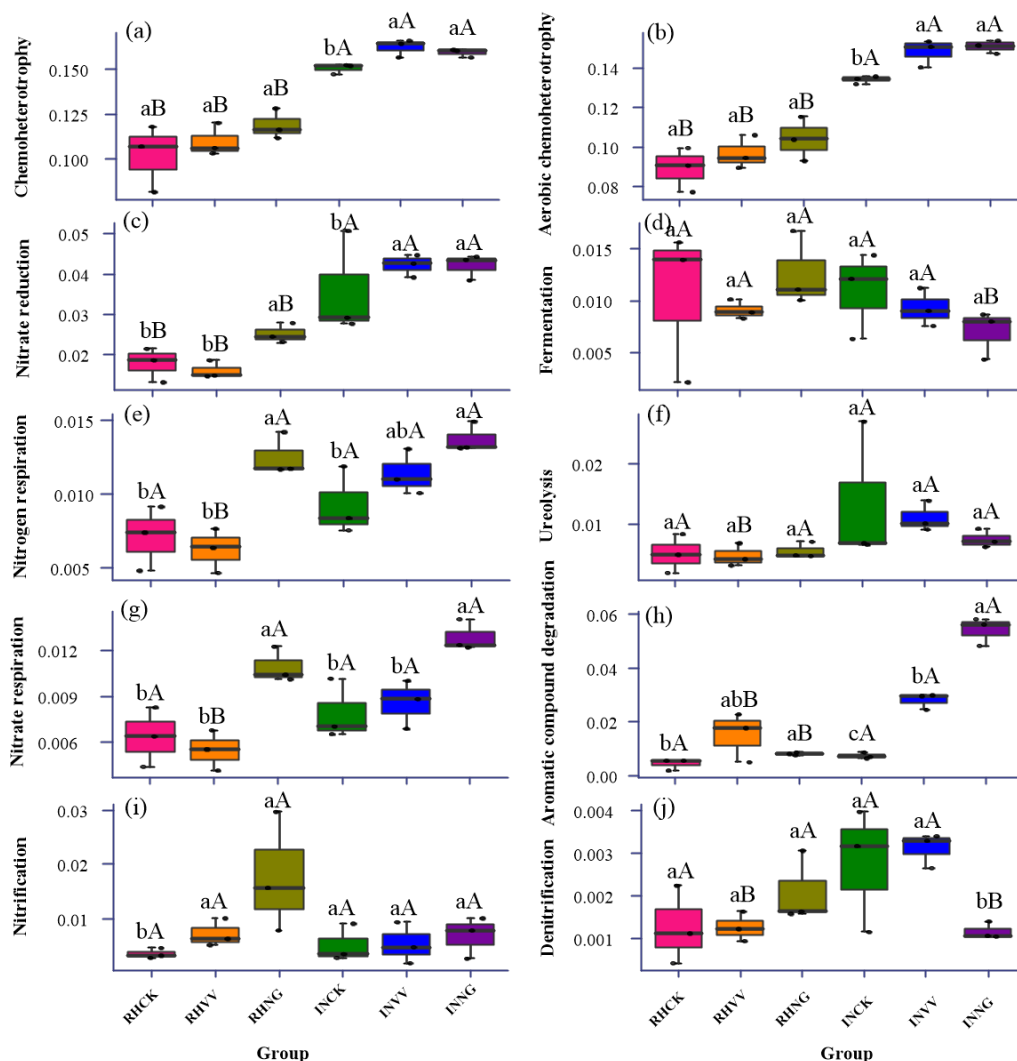 (a)
Chemoheterotrophy
0.150
0.125
0.100
aB
aB
aB
bA
aA
aA
(b)
Aerobic chemoheterotrophy
0.14
0.12
0.10
0.08
aB
aB
aB
bA
aA
aA
(c)
Nitrate reduction
0.05
0.04
0.03
0.02
bB
bB
aB
bA
aA
aA
(d)
Fermentation
0.015
0.010
0.005
aA
aA
aA
aA
aA
aB
(e)
Nitrogen respiration
0.015
0.010
0.005
bA
bB
aA
bA
abA
aA
(f)
Ureolysis
0.02
0.01
aA
aB
aA
aA
aA
aA
(g)
Nitrate respiration
0.012
0.009
0.006
bA
bB
aA
bA
bA
aA
(h)
Aromatic compound degradation
0.06
0.04
0.02
0.00
bA
abB
aB
cA
bA
aA
(i)
Nitrification
0.03
0.02
0.01
bA
aA
aA
aA
aA
aA
RHCK
RHVV
RHNG
INCK
INVV
INNG
Group
(j)
Denitrification
0.004
0.003
0.002
0.001
aA
aB
aA
aA
aA
bB
RHCK
RHVV
RHNG
INCK
INVV
INNG
Group